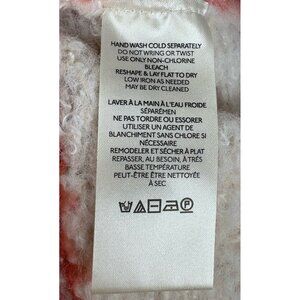 HAND WASH COLD SEPARATELY
DO NOT WRING OR TWIST
USE ONLY NON-CHLORINE
BLEACH
RESHAPE & LAY FLAT TO DRY
LOW IRON AS NEEDED
MAY BE DRY CLEANED
LAVER À LA MAIN À L'EAU FROIDE
SÉPARÉMEN
NE PAS TORDRE OU ESSORER
UTILISER UN AGENT DE
BLANCHIMENT SANS CHLORE SI
NÉCESSAIRE
REMODELER ET SÉCHER À PLAT
REPASSER, AU BESOIN, À TRÈS
BASSE TEMPÉRATURE
PEUT-ÊTRE ÊTRE NETTOYÉE
À SEC
P